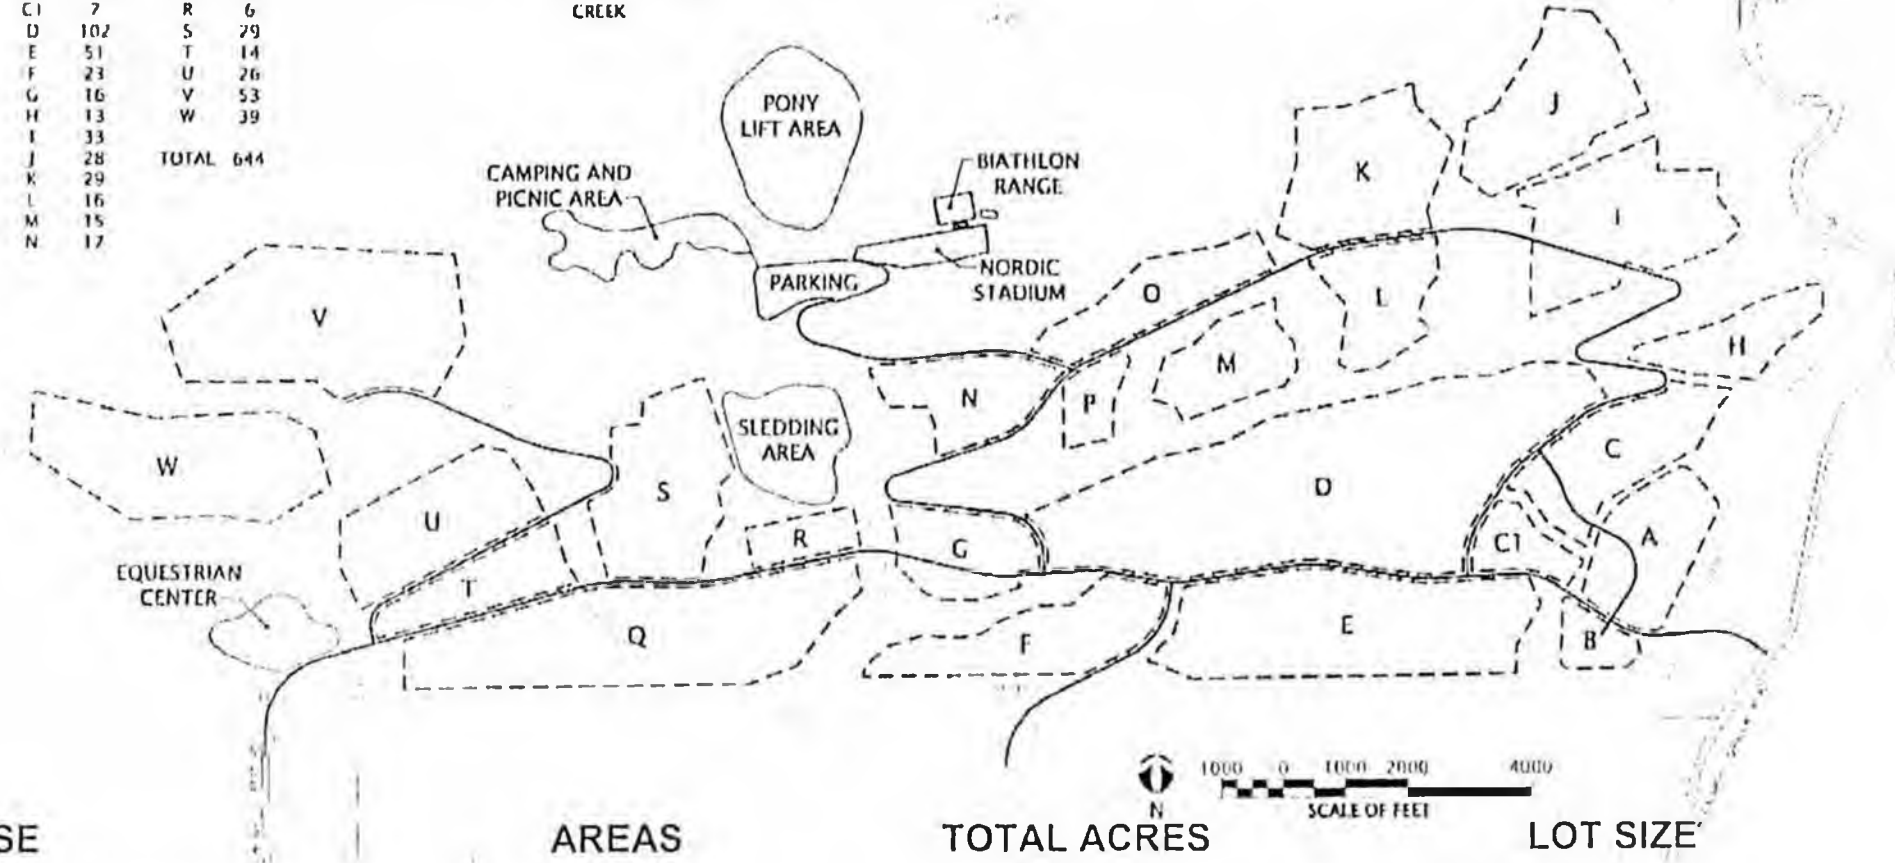 C1 7 R 6
D 102 S 29
E 51 T 14
F 23 U 26
G 16 V 53
H 13 W 39
I 33
J 28 TOTAL 644
K 29
L 16
M 15
N 17
CREEK
PONY
LIFT AREA
CAMPING AND
PICNIC AREA
BIATHLON
RANGE
NORDIC
STADIUM
PARKING
J
K
I
O
L
H
V
M
N
P
SLEDDING
AREA
C
W
S
D
U
R
G
C1
A
EQUESTRIAN
CENTER
T
Q
F
E
B
N
1000 0 1000 2000 4000
SCALE OF FEET
SE AREAS TOTAL ACRES LOT SIZE